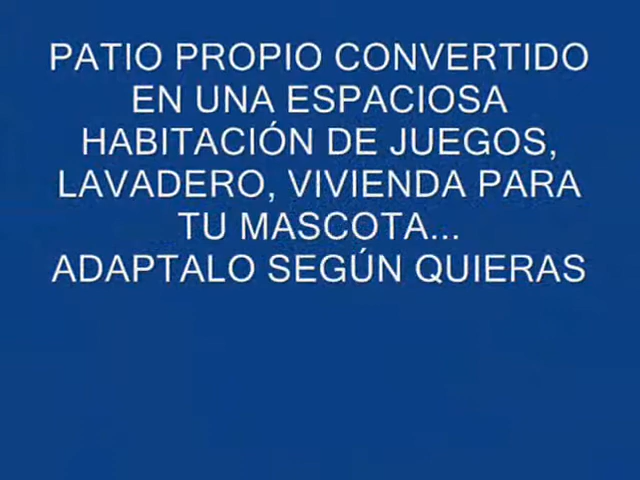 PATIO PROPIO CONVERTIDO
EN UNA ESPACIOSA
HABITACIÓN DE JUEGOS,
LAVADERO, VIVIENDA PARA
TU MASCOTA...
ADAPTALO SEGÚN QUIERAS